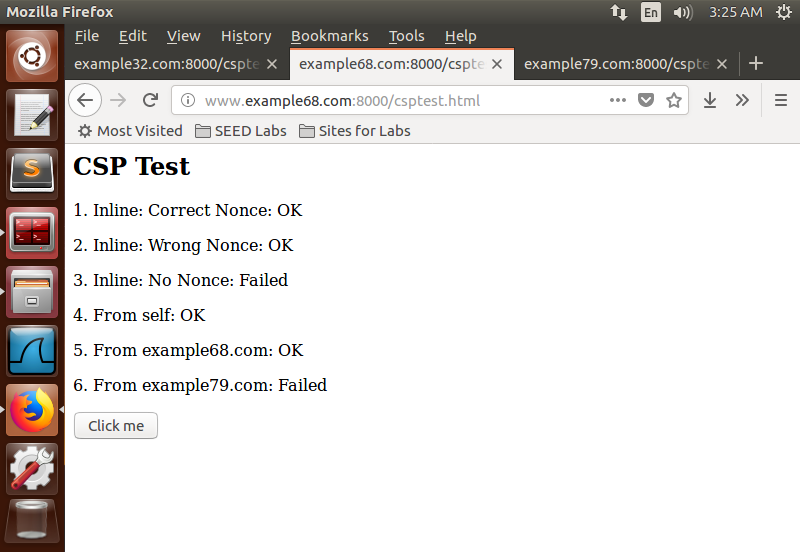 Mozilla Firefox En 3:25 AM
File Edit View History Bookmarks Tools Help
example32.com:8000/cspte example68.com:8000/cspte example79.com:8000/cspte
www.example68.com:8000/csptest.html
Most Visited SEED Labs Sites for Labs
CSP Test
1. Inline: Correct Nonce: OK
2. Inline: Wrong Nonce: OK
3. Inline: No Nonce: Failed
4. From self: OK
5. From example68.com: OK
6. From example79.com: Failed
Click me